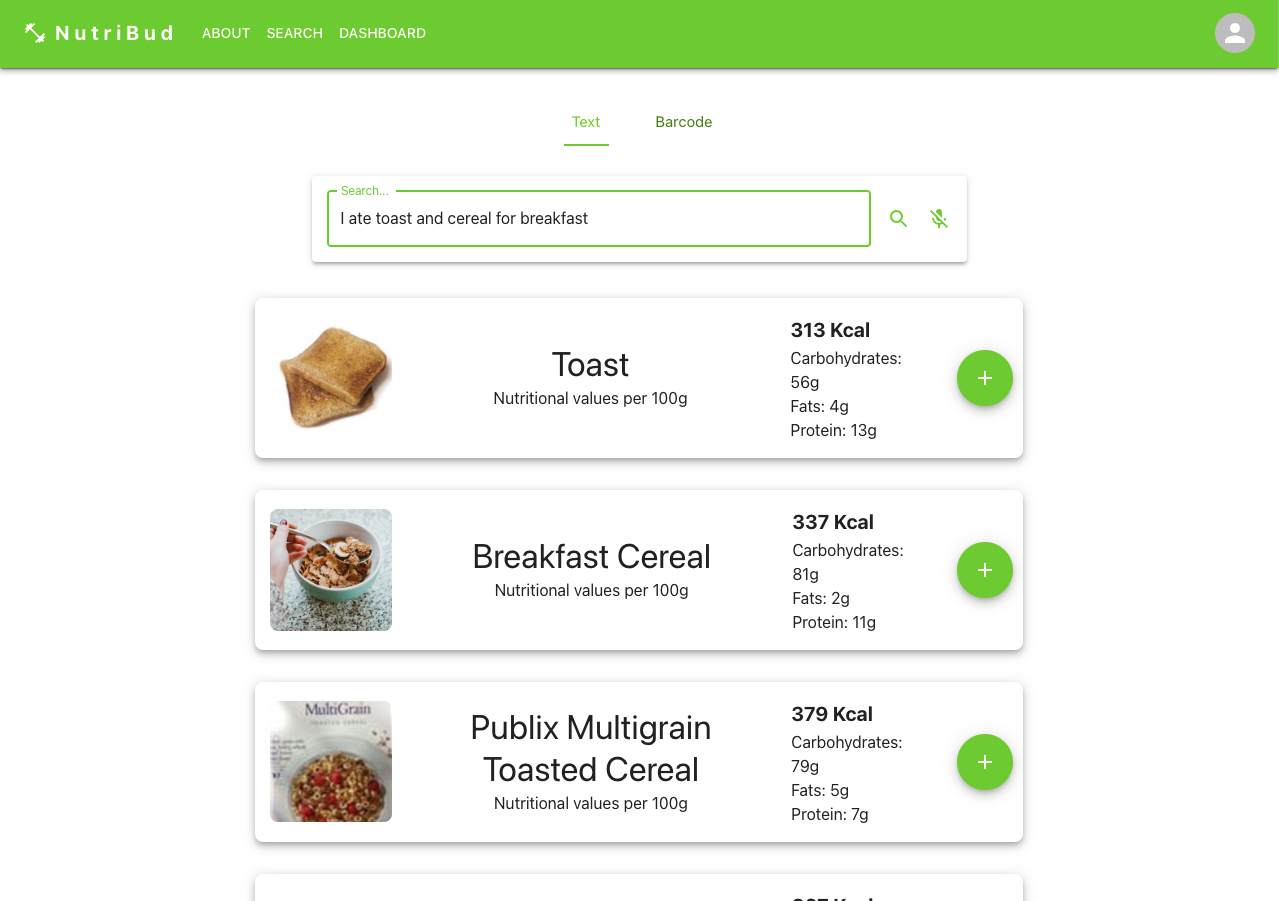 NutriBud ABOUT SEARCH DASHBOARD
Text Barcode
Search...
I ate toast and cereal for breakfast
313 Kcal
Toast
Nutritional values per 100g
Carbohydrates:
56g
Fats: 4g
Protein: 13g
337 Kcal
Breakfast Cereal
Nutritional values per 100g
Carbohydrates:
81g
Fats: 2g
Protein: 11g
MultiGrain
TOASTED CEREAL
379 Kcal
Publix Multigrain
Toasted Cereal
Nutritional values per 100g
Carbohydrates:
79g
Fats: 5g
Protein: 7g